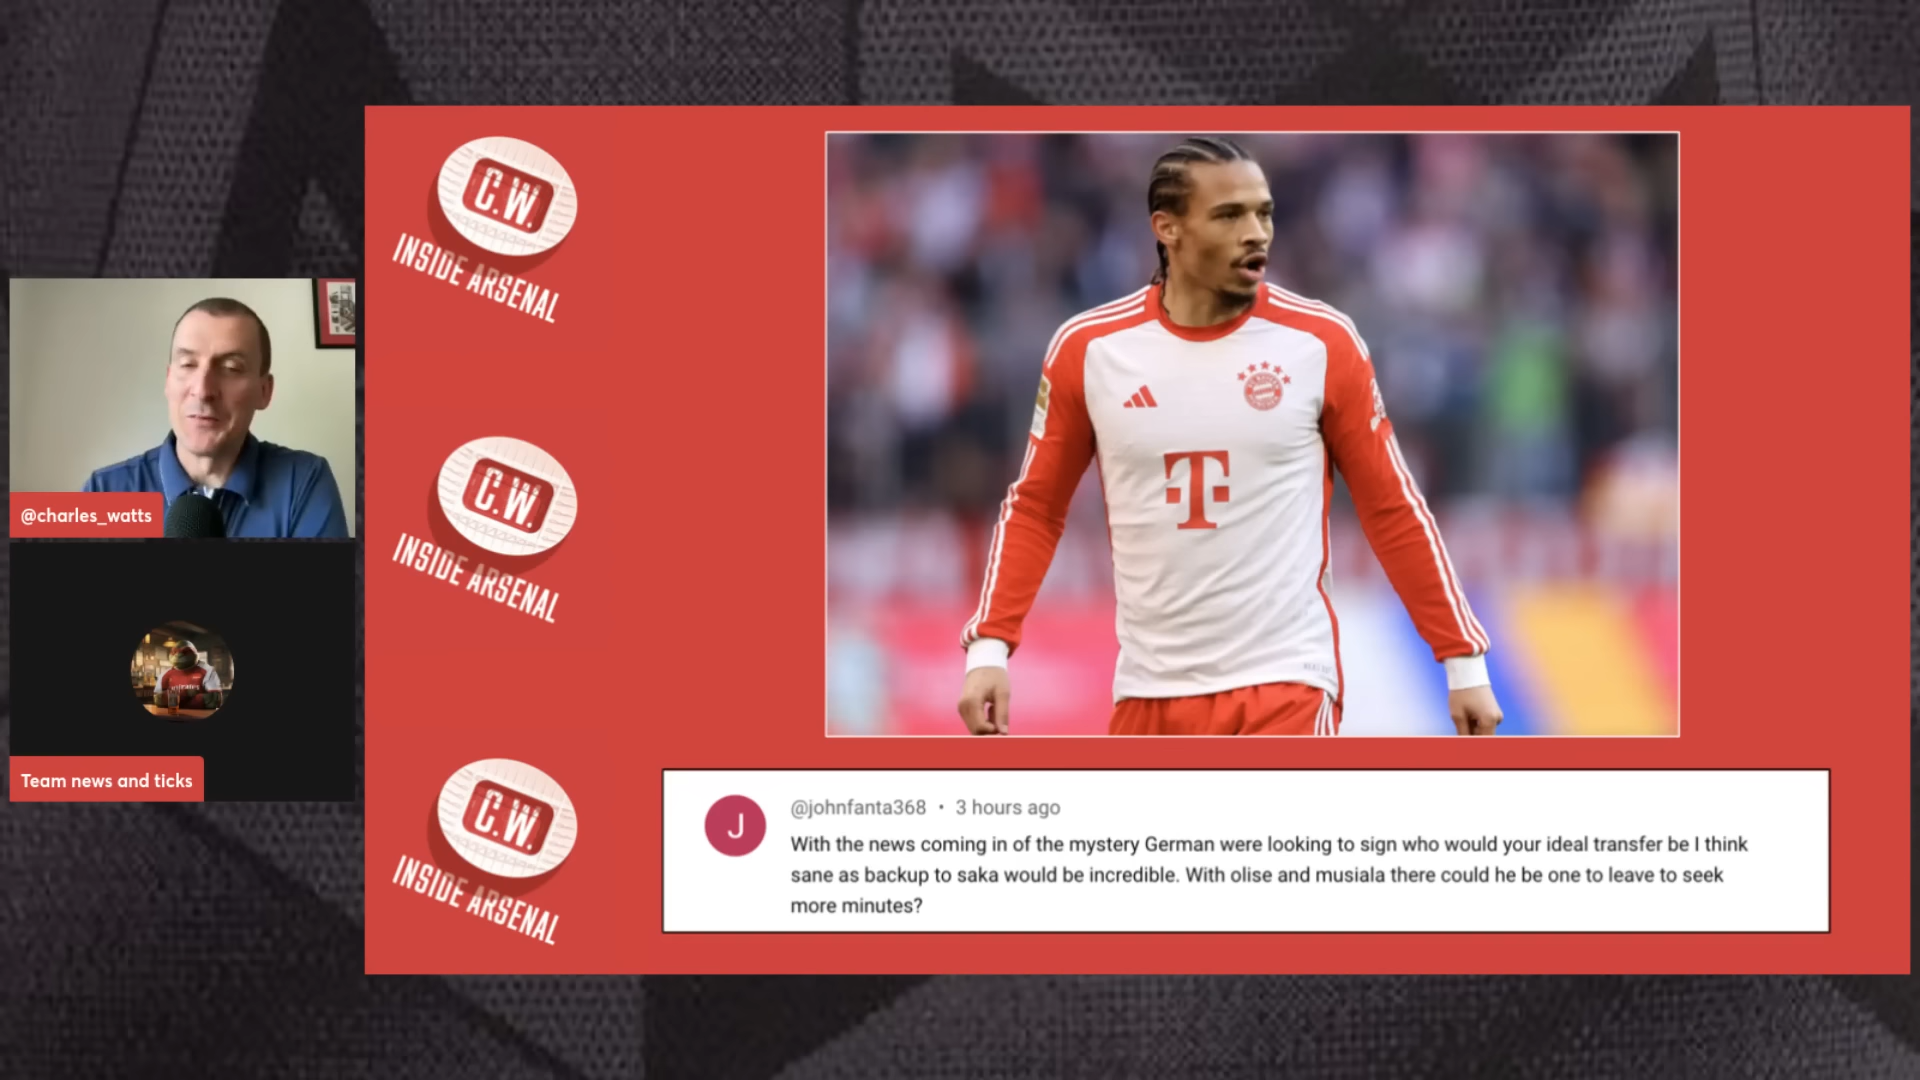 C.W.
INSIDE ARSENAL
C.W.
INSIDE ARSENAL
C.W.
INSIDE ARSENAL
@charles_watts
Team news and ticks
T
J
@johnfanta368 • 3 hours ago
With the news coming in of the mystery German were looking to sign who would your ideal transfer be I think
sane as backup to saka would be incredible. With olise and musiala there could he be one to leave to seek
more minutes?